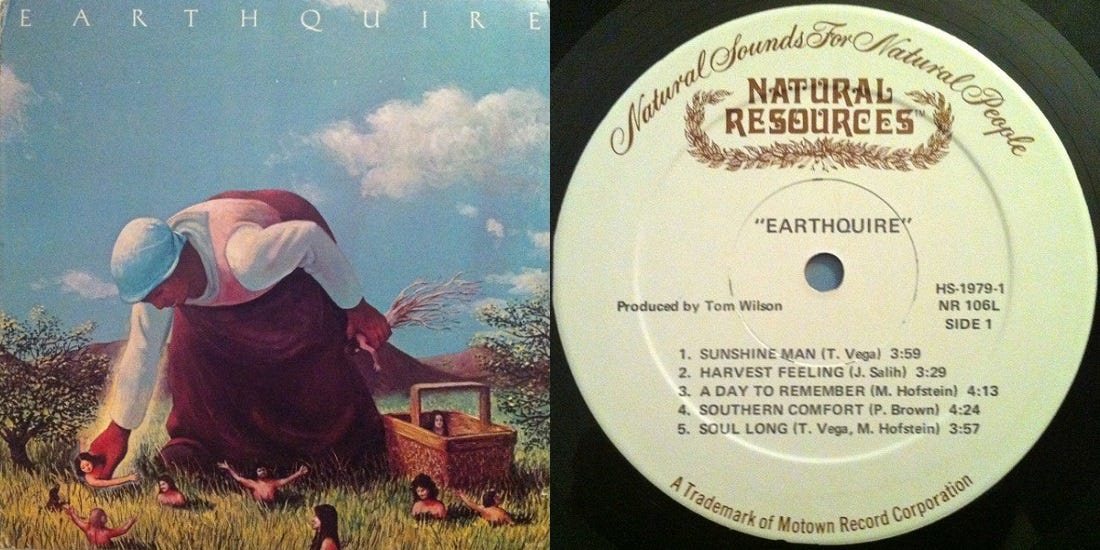 EARTHQUIRE
Natural Sounds For Natural People
NATURAL
RESOURCES™
"EARTHQUIRE"
HS-1979-1
Produced by Tom Wilson
NR 106L
SIDE 1
1. SUNSHINE MAN (T. Vega) 3:59
2. HARVEST FEELING (J. Salih) 3:29
3. A DAY TO REMEMBER (M. Hofstein) 4:13
4. SOUTHERN COMFORT (P. Brown) 4:24
5. SOUL LONG (T. Vega, M. Hofstein) 3:57
A Trademark of Motown Record Corporation